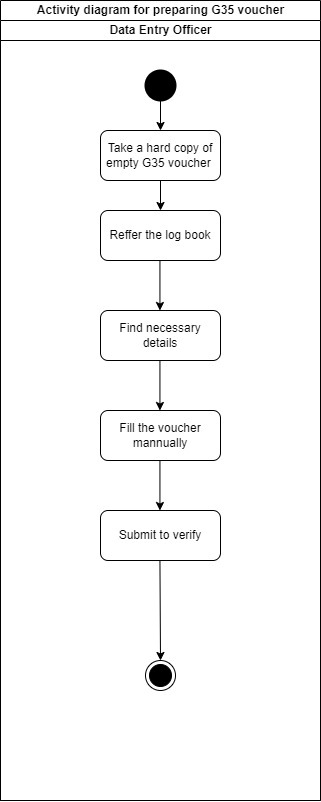 Activity diagram for preparing G35 voucher
Data Entry Officer
Take a hard copy of
empty G35 voucher
Reffer the log book
Find necessary
details
Fill the voucher
mannually
Submit to verify